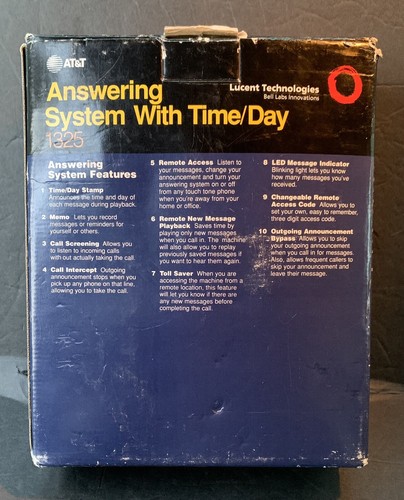 AT&T
Lucent Technologies
Bell Labs Innovations
Answering
System With Time/Day
1325
Answering
System Features
1 Time/Day Stamp
Announces the time and day of
each message during playback.
2 Memo Lets you record
messages or reminders for
yourself or others.
3 Call Screening Allows you
to listen to incoming calls
with out actually taking the call.
4 Call Intercept Outgoing
announcement stops when you
pick up any phone on that line,
allowing you to take the call.
5 Remote Access Listen to
your messages, change your
announcement and turn your
answering system on or off
from any touch tone phone
when you're away from your
home or office.
6 Remote New Message
Playback Saves time by
playing only new messages
when you call in. The machine
will also allow you to replay
previously saved messages if
you want to hear them again.
7 Toll Saver When you are
accessing the machine from a
remote location, this feature
will let you know if there are
any new messages before
completing the call.
8 LED Message Indicator
Blinking light lets you know
how many messages you've
received.
9 Changeable Remote
Access Code Allows you to
set your own, easy to remember,
three digit access code.
10 Outgoing Announcement
Bypass Allows you to skip
your outgoing announcement
when you call in for messages.
Also, allows frequent callers to
skip your announcement and
leave their message.